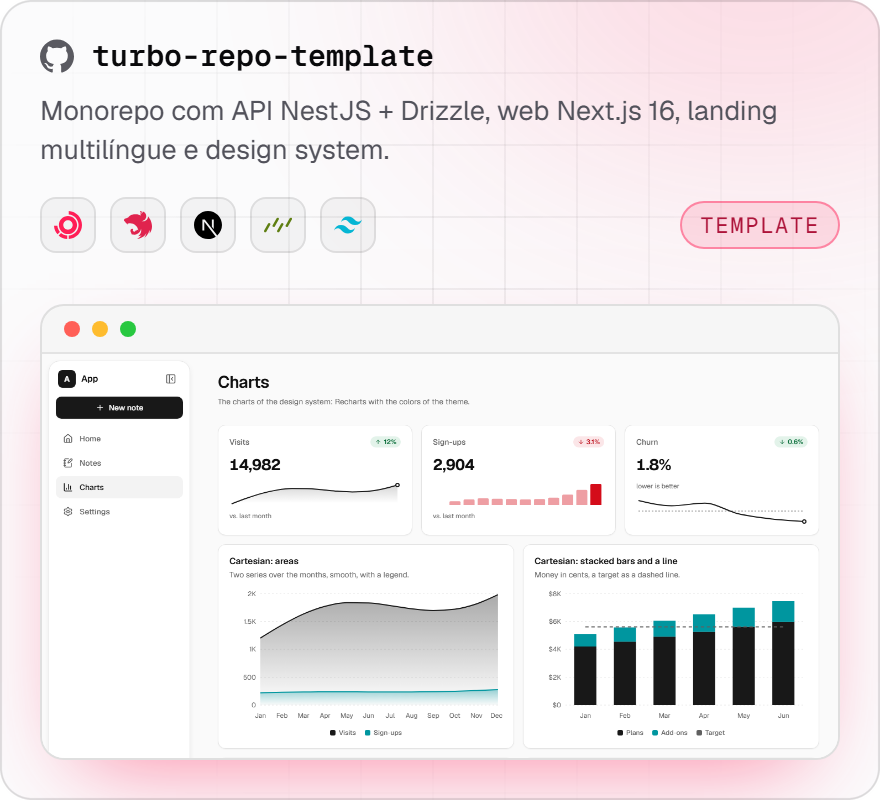 turbo-repo-template
Monorepo com API NestJS + Drizzle, web Next.js 16, landing
multilíngue e design system.
TEMPLATE
A App
+ New note
Home
Notes
Charts
Settings
Charts
The charts of the design system: Recharts with the colors of the theme.
Visits ↑ 12%
14,982
vs. last month
Sign-ups ↓ 3.1%
2,904
vs. last month
Churn ↓ 0.6%
1.8%
lower is better
Cartesian: areas
Two series over the months, smooth, with a legend.
2K
1.5K
1K
500
0
Jan Feb Mar Apr May Jun Jul Aug Sep Oct Nov Dec
Visits Sign-ups
Cartesian: stacked bars and a line
Money in cents, a target as a dashed line.
$8K
$6K
$4K
$2K
$0
Jan Feb Mar Apr May Jun
Plans Add-ons Target